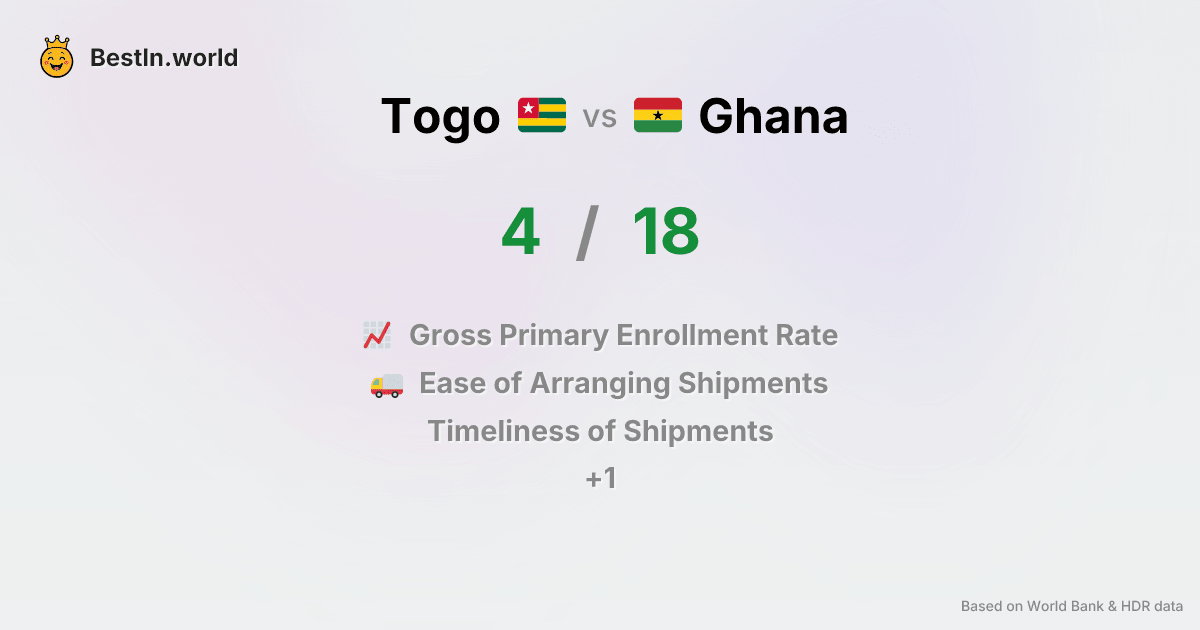 BestIn.world
Togo vs Ghana
4 / 18
Gross Primary Enrollment Rate
Ease of Arranging Shipments
Timeliness of Shipments
+1
Based on World Bank & HDR data